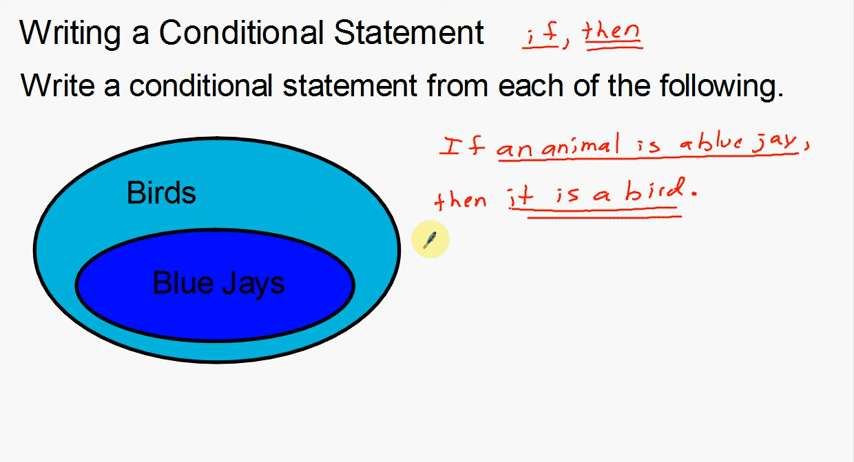 Writing a Conditional Statement if, then
Write a conditional statement from each of the following.
If an animal is a blue jay,
then it is a bird.
Birds
Blue Jays